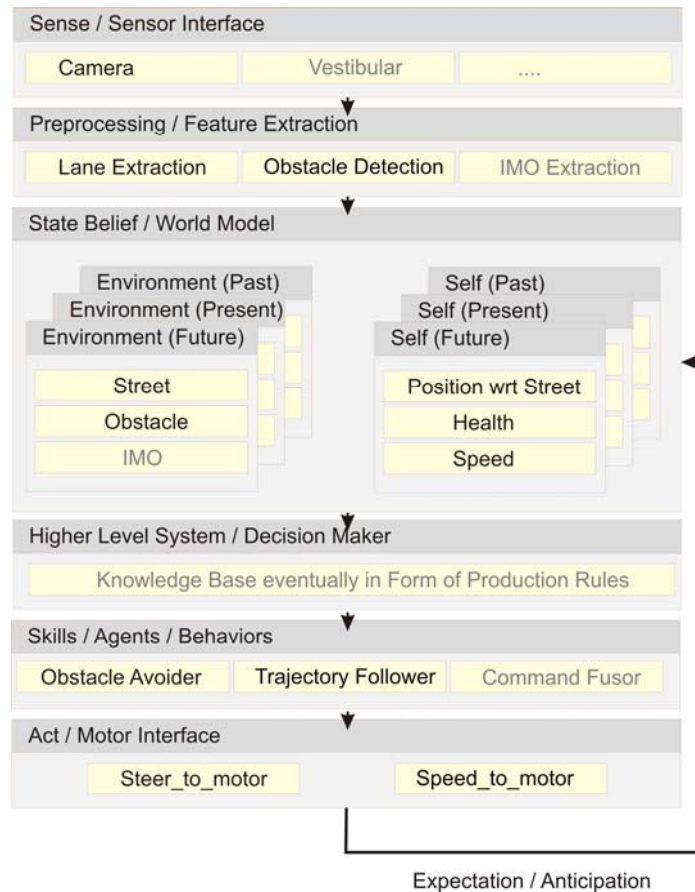 Sense / Sensor Interface
Camera
Vestibular
....
Preprocessing / Feature Extraction
Lane Extraction
Obstacle Detection
IMO Extraction
State Belief / World Model
Environment (Past)
Environment (Present)
Environment (Future)
Street
Obstacle
IMO
Self (Past)
Self (Present)
Self (Future)
Position wrt Street
Health
Speed
Higher Level System / Decision Maker
Knowledge Base eventually in Form of Production Rules
Skills / Agents / Behaviors
Obstacle Avoider
Trajectory Follower
Command Fusor
Act / Motor Interface
Steer_to_motor
Speed_to_motor
Expectation / Anticipation